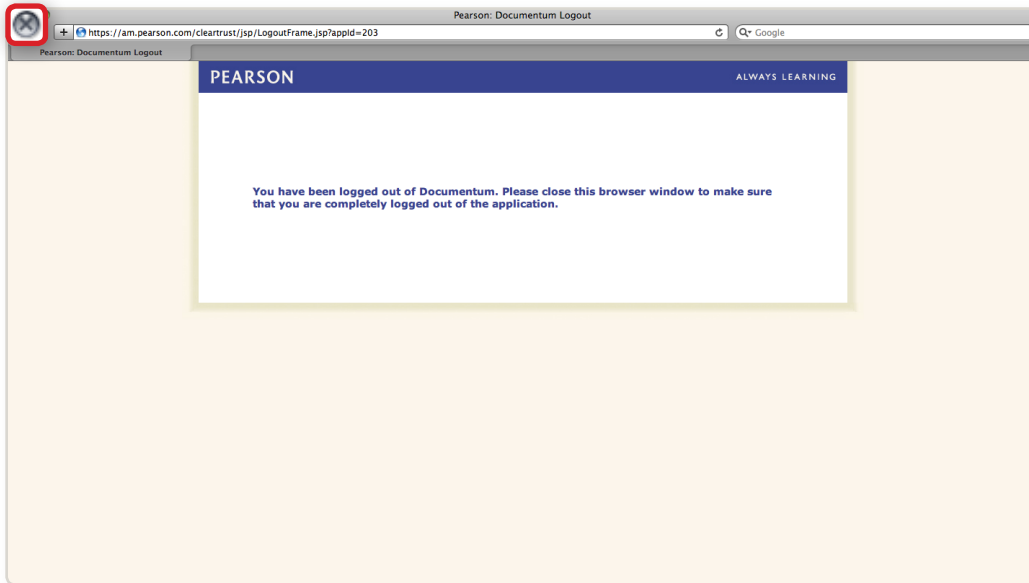 Pearson: Documentum Logout
https://am.pearson.com/cleartrust/jsp/LogoutFrame.jsp?appId=203
Google
Pearson: Documentum Logout
PEARSON
ALWAYS LEARNING
You have been logged out of Documentum. Please close this browser window to make sure
that you are completely logged out of the application.